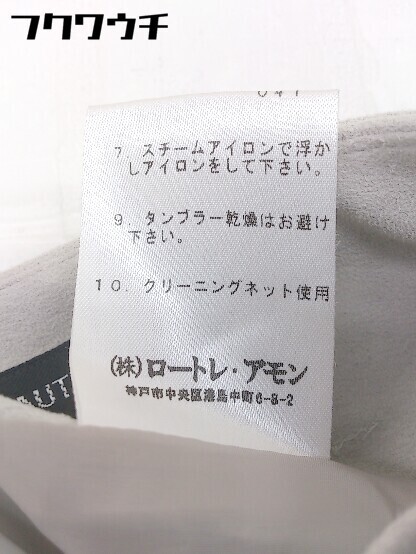 フクワウチ
041
7. スチームアイロンで浮か
しアイロンをして下さい。
9. タンブラー乾燥はお避け
下さい。
10. クリーニングネット使用
(株)ロートレ・アモン
神戸市中央区港島中町6-8-2
AUT